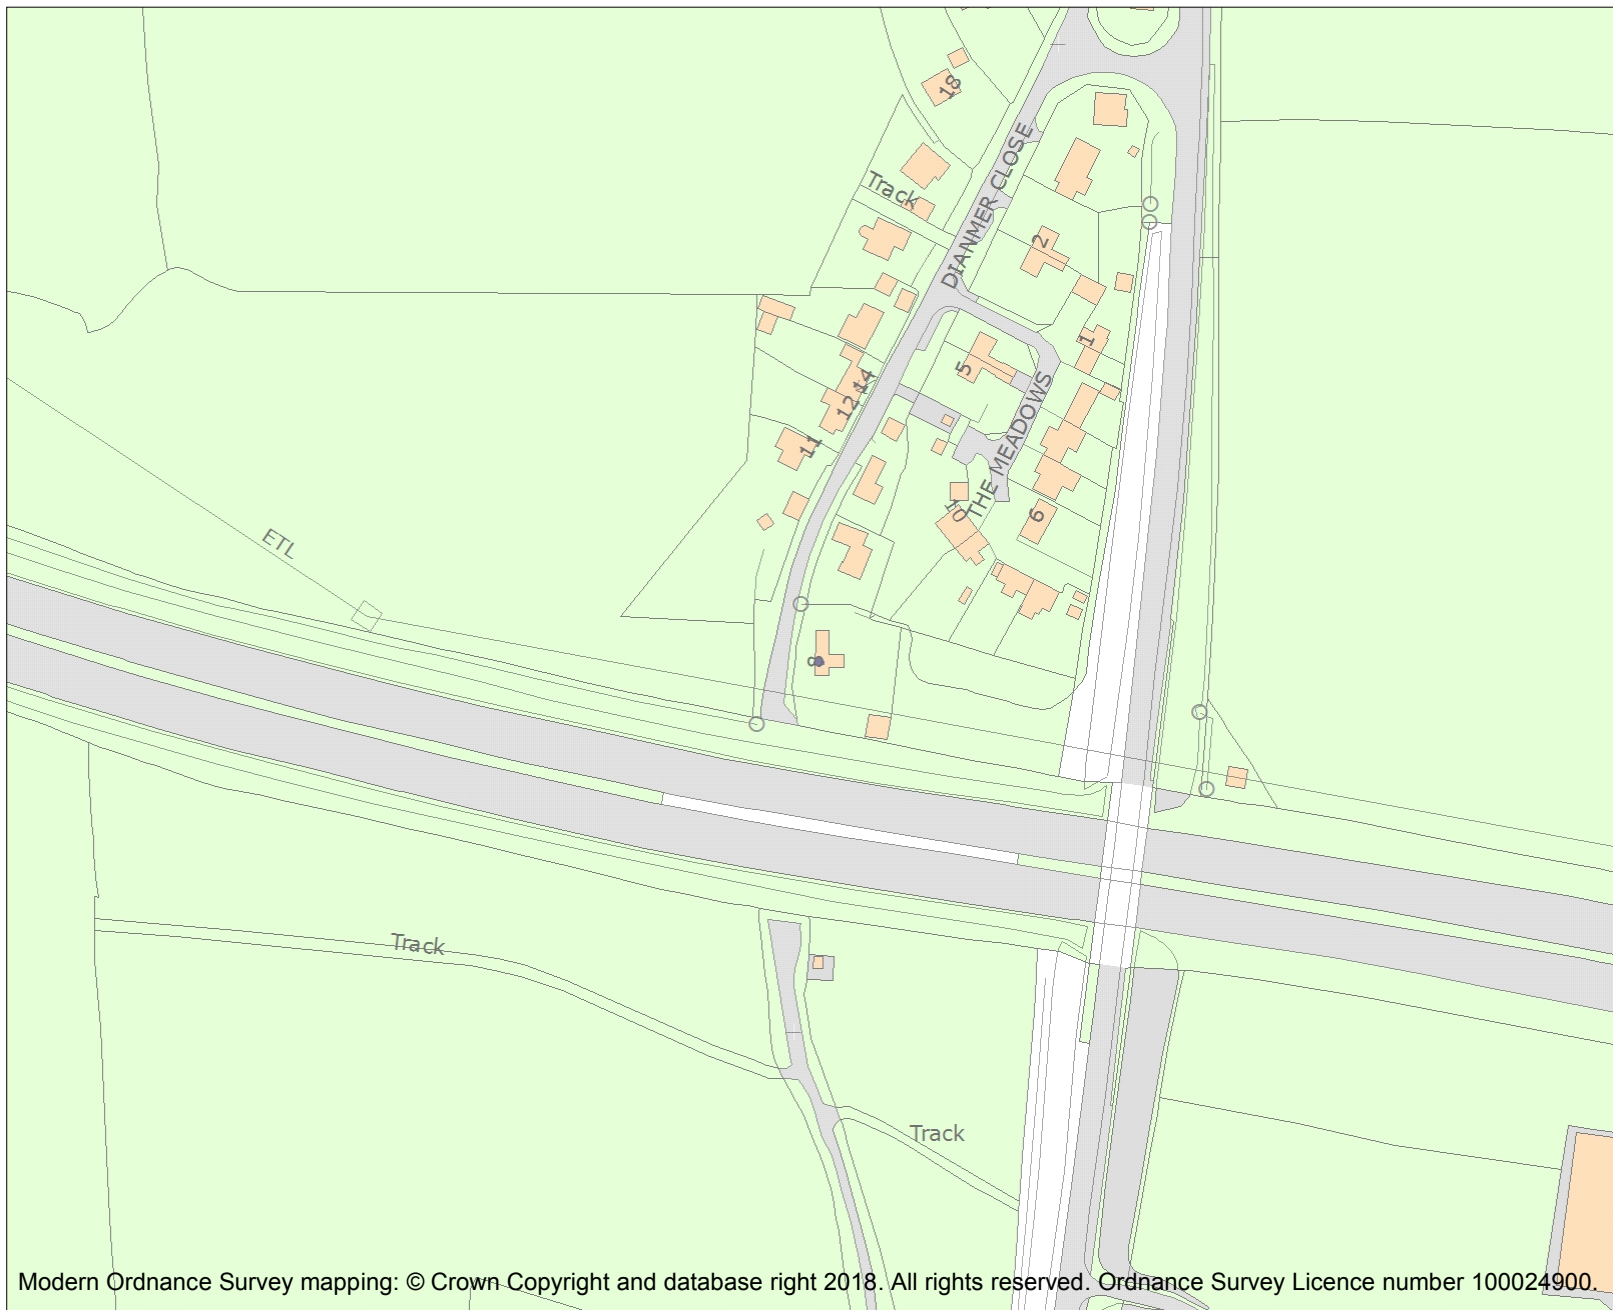 18
DIANMER CLOSE
Track
2
1
5
14
12
THE MEADOWS
11
10
6
ETL
8
Track
Track
Modern Ordnance Survey mapping: © Crown Copyright and database right 2018. All rights reserved. Ordnance Survey Licence number 100024900.